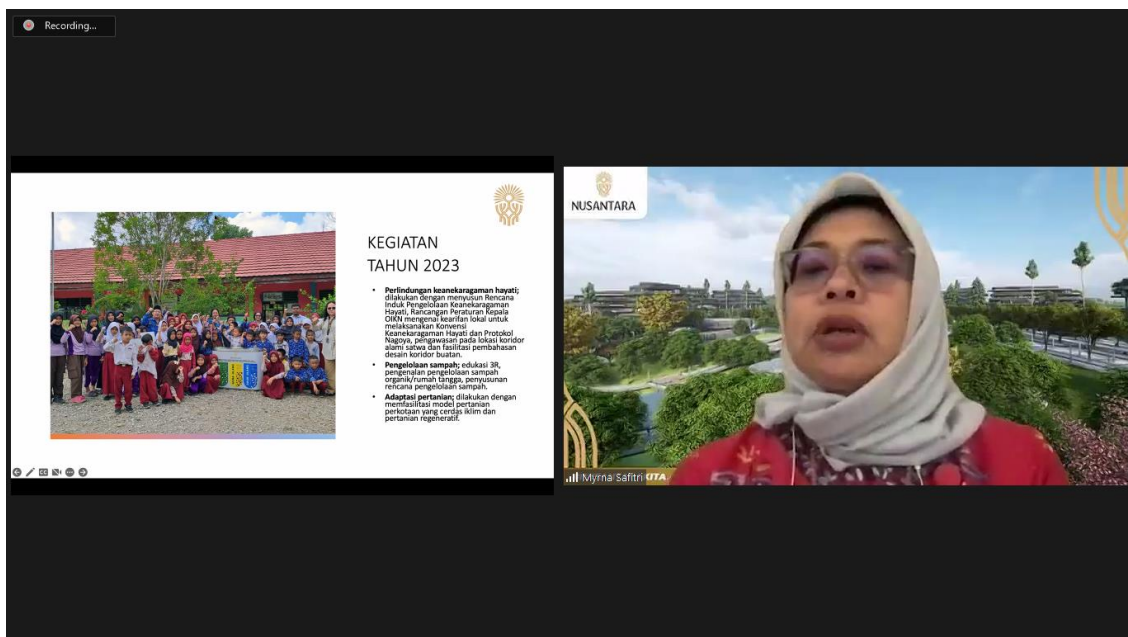 Recording...
KEGIATAN
TAHUN 2023
• Perlindungan keanekaragaman hayati;
dilakukan dengan menyusun Rencana
Induk Pengelolaan Keanekaragaman
Hayati, Rancangan Peraturan Kepala
OIKN mengenai kearifan lokal untuk
melaksanakan Konvensi
Keanekaragaman Hayati dan Protokol
Nagoya, pengawasan pada lokasi koridor
alami satwa dan fasilitasi pembahasan
desain koridor buatan.
• Pengelolaan sampah; edukasi 3R,
pengenalan pengelolaan sampah
organik/rumah tangga, penyusunan
rencana pengelolaan sampah.
• Adaptasi pertanian; dilakukan dengan
memfasilitasi model pertanian
perkotaan yang cerdas iklim dan
pertanian regeneratif.
NUSANTARA
Myrna Safitri KITA